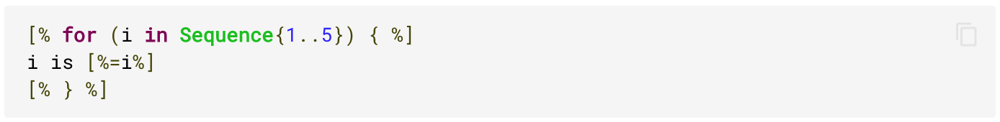 [% for (i in Sequence{1..5}) { %]
i is [%=i%]
[% } %]